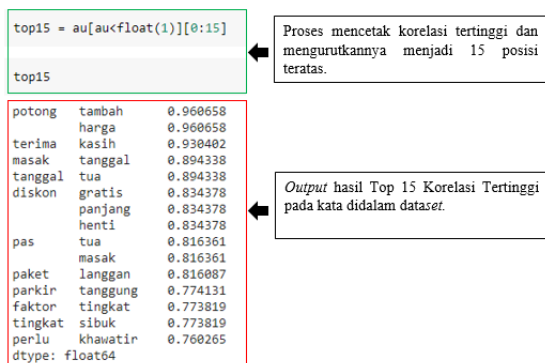 top15 = au[au<float(1)][0:15]
top15
Proses mencetak korelasi tertinggi dan
mengurutkannya menjadi 15 posisi
teratas.
potong tambah 0.960658
harga 0.960658
terima kasih 0.930402
masak tanggal 0.894338
tanggal tua 0.894338
diskon gratis 0.834378
panjang 0.834378
henti 0.834378
pas tua 0.816361
masak 0.816361
paket langgan 0.816087
parkir tanggung 0.774131
faktor tingkat 0.773819
tingkat sibuk 0.773819
perlu khawatir 0.760265
dtype: float64
Output hasil Top 15 Korelasi Tertinggi
pada kata didalam dataset.